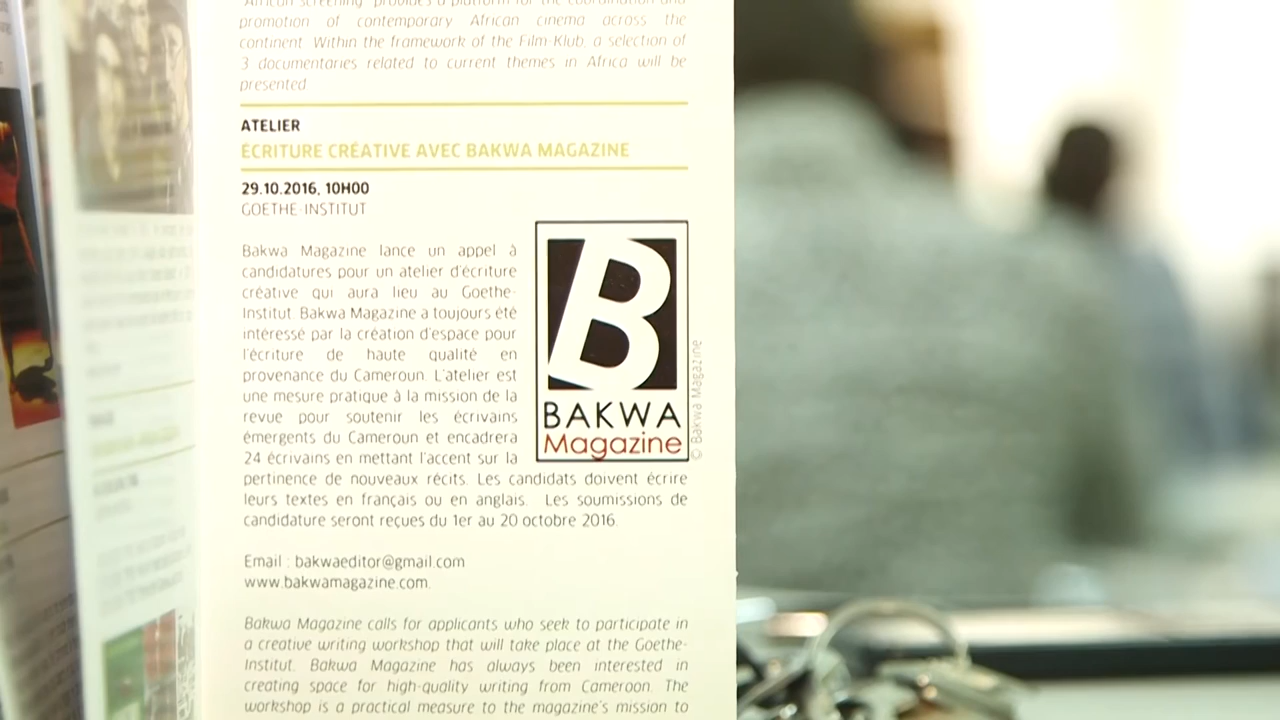 "African screening" provides a platform for the coordination and
promotion of contemporary African cinema across the
continent. Within the framework of the Film-Klub, a selection of
3 documentaries related to current themes in Africa will be
presented.
ATELIER
ÉCRITURE CRÉATIVE AVEC BAKWA MAGAZINE
29.10.2016, 10H00
GOETHE-INSTITUT
Bakwa Magazine lance un appel à
candidatures pour un atelier d'écriture
créative qui aura lieu au Goethe-
Institut. Bakwa Magazine a toujours été
intéressé par la création d'espace pour
l'écriture de haute qualité en
provenance du Cameroun. L'atelier est
une mesure pratique à la mission de la
revue pour soutenir les écrivains
émergents du Cameroun et encadrera
24 écrivains en mettant l'accent sur la
pertinence de nouveaux récits. Les candidats doivent écrire
leurs textes en français ou en anglais. Les soumissions de
candidature seront reçues du 1er au 20 octobre 2016.
B
BAKWA
Magazine
© Bakwa Magazine
Email : bakwaeditor@gmail.com
www.bakwamagazine.com.
Bakwa Magazine calls for applicants who seek to participate in
a creative writing workshop that will take place at the Goethe-
Institut. Bakwa Magazine has always been interested in
creating space for high-quality writing from Cameroon. The
workshop is a practical measure to the magazine's mission to